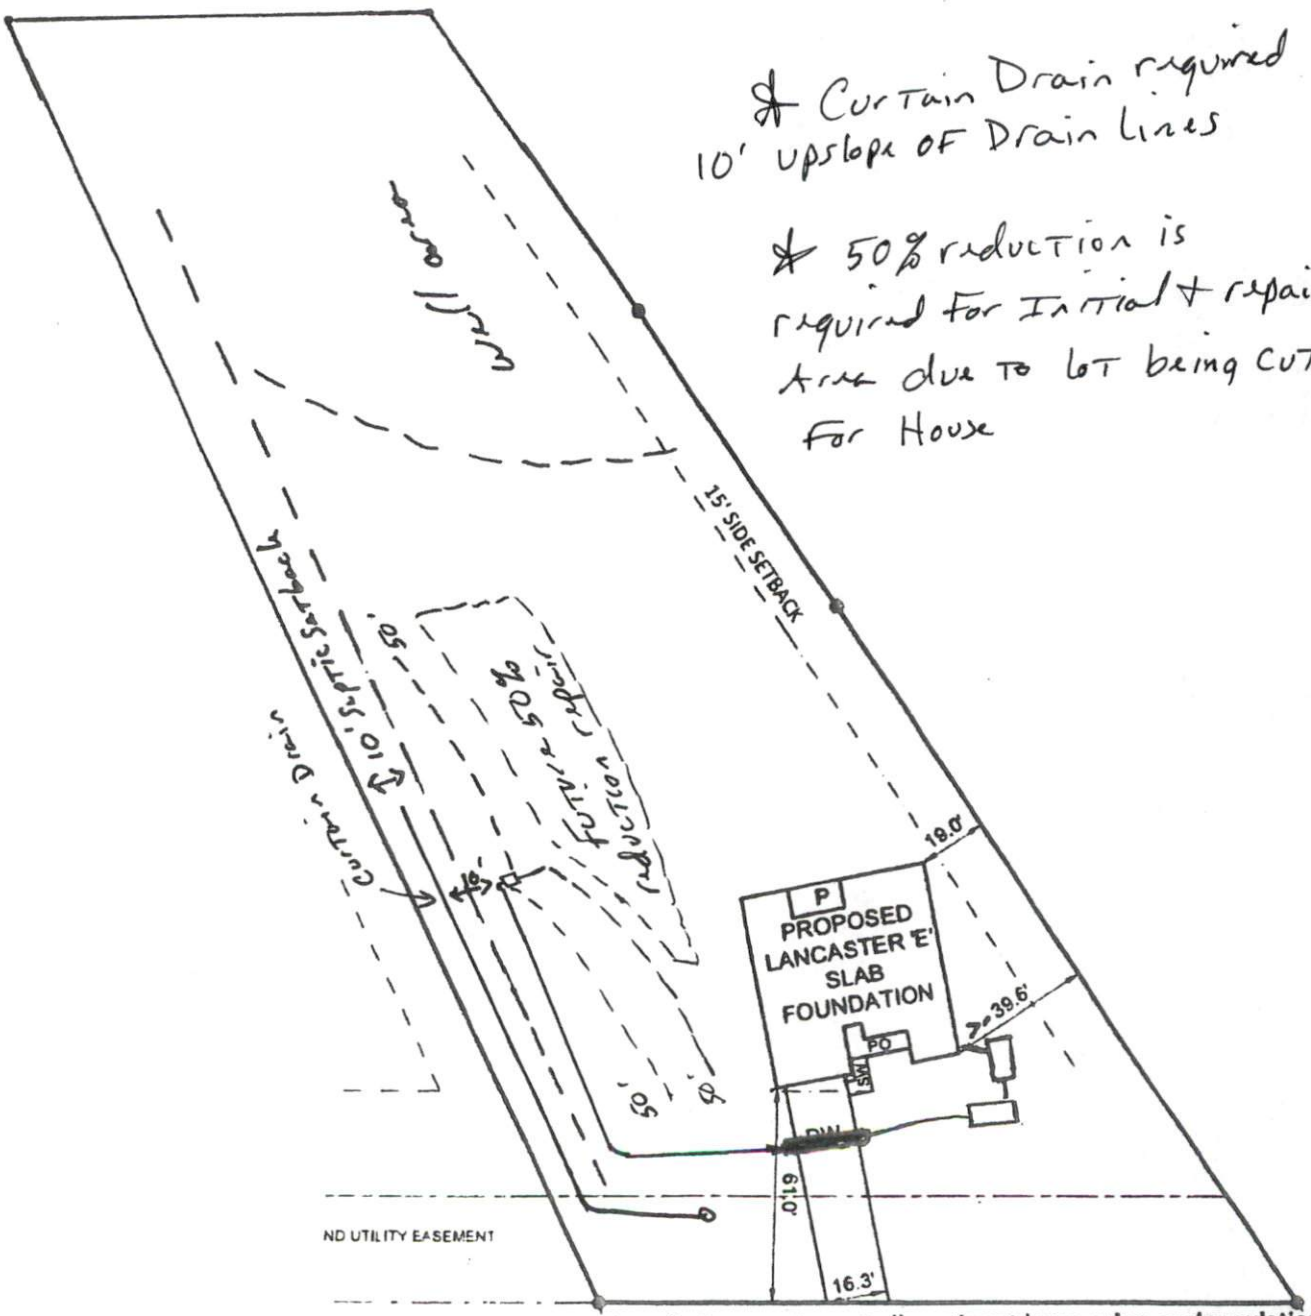 * Curtain Drain required
10' upslope OF Drain Lines
* 50% reduction is
required For Initial + repai
Area due To LoT being CUT
For House
Well area
15' SIDE SETBACK
10' Septic Setback
50'
Curtain Drain
FUTURE 50%
reduction repair
10'
19.0'
P
PROPOSED
LANCASTER 'E'
SLAB
FOUNDATION
39.6'
PO
SW
50'
50'
DW
61.0'
ND UTILITY EASEMENT
16.3'